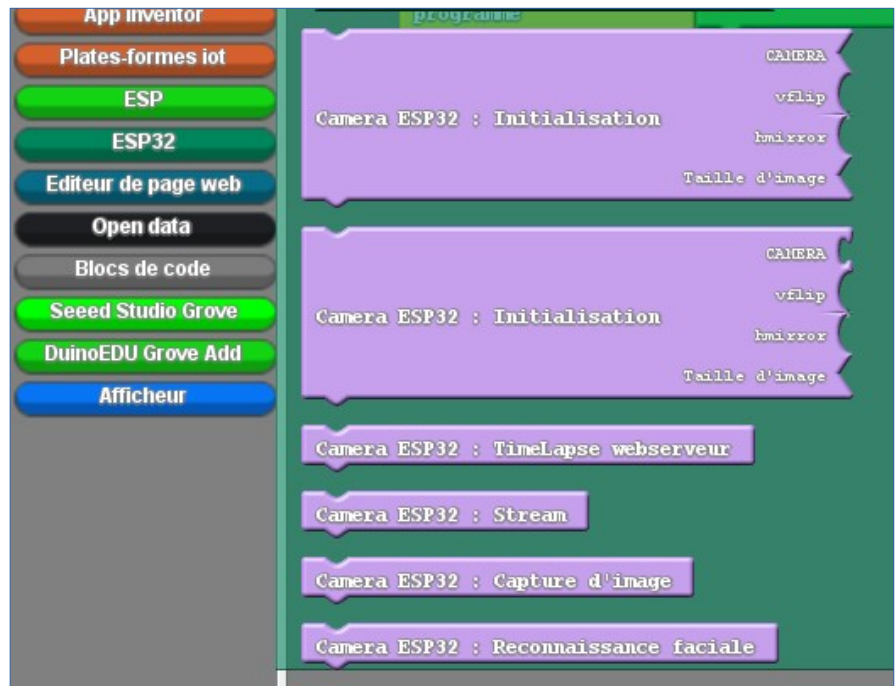 App Inventor
programme
Plates-formes iot
ESP
ESP32
Editeur de page web
Open data
Blocs de code
Seeed Studio Grove
DuinoEDU Grove Add
Afficheur
Camera ESP32 : Initialisation
CAMERA
vflip
hmirror
Taille d'image
Camera ESP32 : Initialisation
CAMERA
vflip
hmirror
Taille d'image
Camera ESP32 : TimeLapse webserveur
Camera ESP32 : Stream
Camera ESP32 : Capture d'image
Camera ESP32 : Reconnaissance faciale